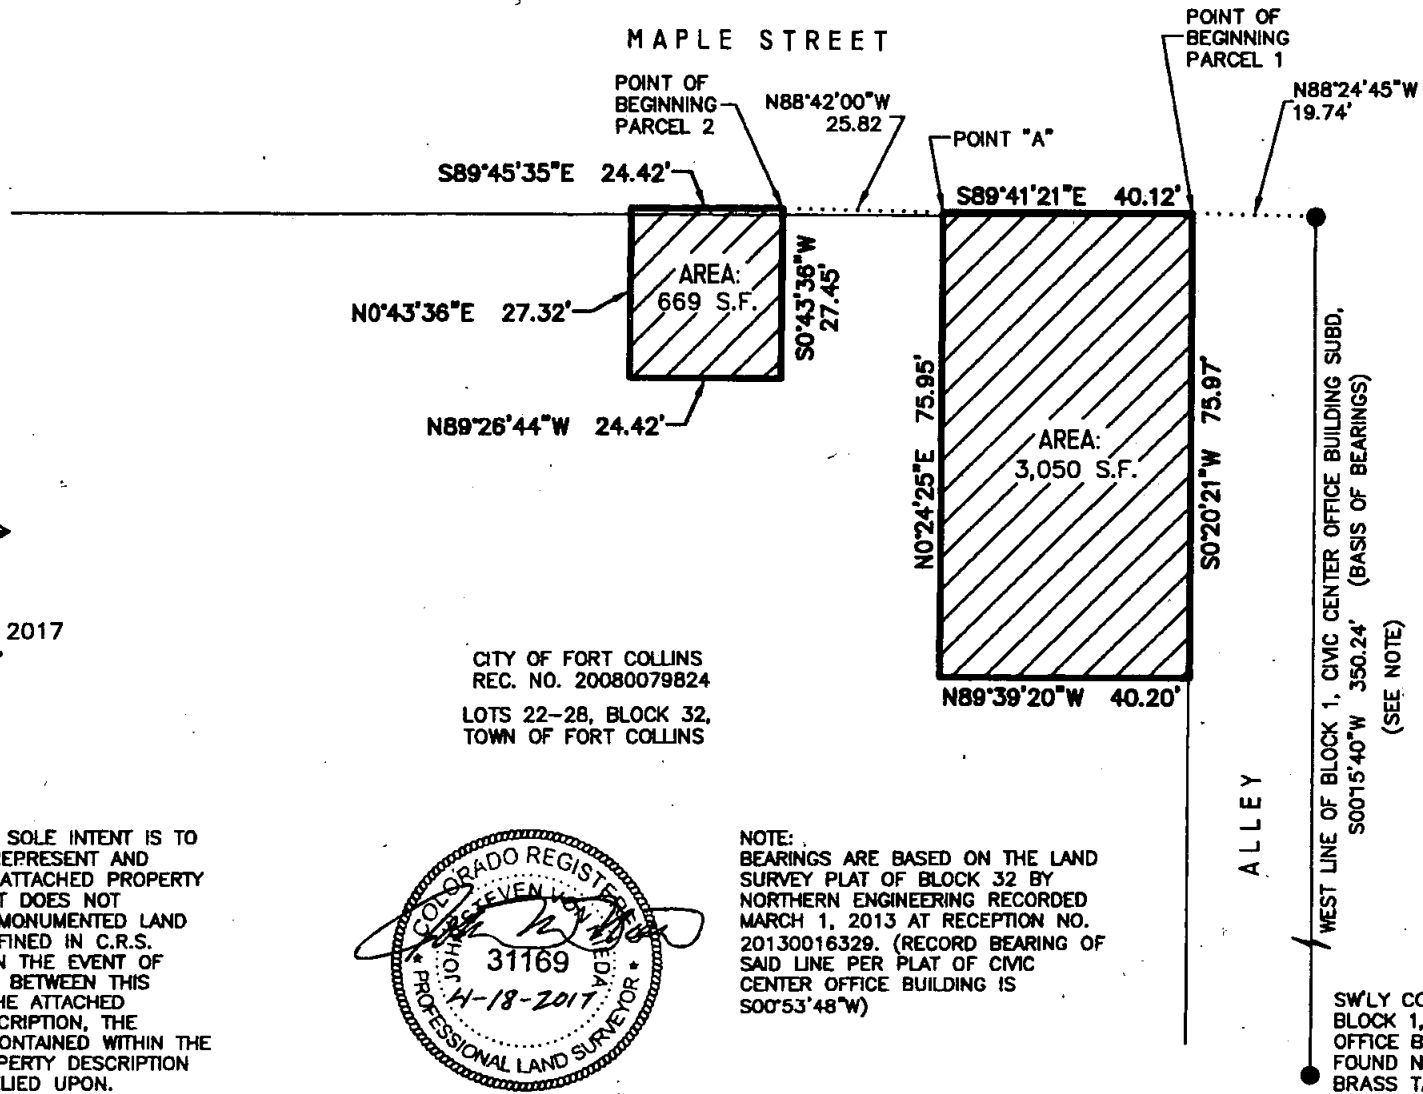 MAPLE STREET
POINT OF
BEGINNING
PARCEL 1
N88°24'45"W
19.74'
POINT OF
BEGINNING
PARCEL 2
N88°42'00"W
25.82
POINT "A"
S89°45'35"E 24.42'
S89°41'21"E 40.12'
AREA:
669 S.F.
S0°43'36"W
27.45'
N0°43'36"E 27.32'
N89°26'44"W 24.42'
N0°24'25"E 75.95'
AREA:
3,050 S.F.
S0°20'21"W 75.97'
N89°39'20"W 40.20'
WEST LINE OF BLOCK 1, CIVIC CENTER OFFICE BUILDING SUBD.
S00°15'40"W 350.24' (BASIS OF BEARINGS)
(SEE NOTE)
2017
CITY OF FORT COLLINS
REC. NO. 20080079824
LOTS 22-28, BLOCK 32,
TOWN OF FORT COLLINS
ALLEY
SOLE INTENT IS TO
REPRESENT AND
ATTACHED PROPERTY
T DOES NOT
MONUMENTED LAND
FINED IN C.R.S.
N THE EVENT OF
BETWEEN THIS
HE ATTACHED
CRIPTION, THE
ONTAINED WITHIN THE
PERTY DESCRIPTION
LIED UPON.
COLORADO REGISTERED
JOHN STEVEN VON
31169
4-18-2017
PROFESSIONAL LAND SURVEYOR
NOTE:
BEARINGS ARE BASED ON THE LAND
SURVEY PLAT OF BLOCK 32 BY
NORTHERN ENGINEERING RECORDED
MARCH 1, 2013 AT RECEPTION NO.
20130016329. (RECORD BEARING OF
SAID LINE PER PLAT OF CIVIC
CENTER OFFICE BUILDING IS
S00°53'48"W)
SW'LY CO
BLOCK 1,
OFFICE B
FOUND N
BRASS TA